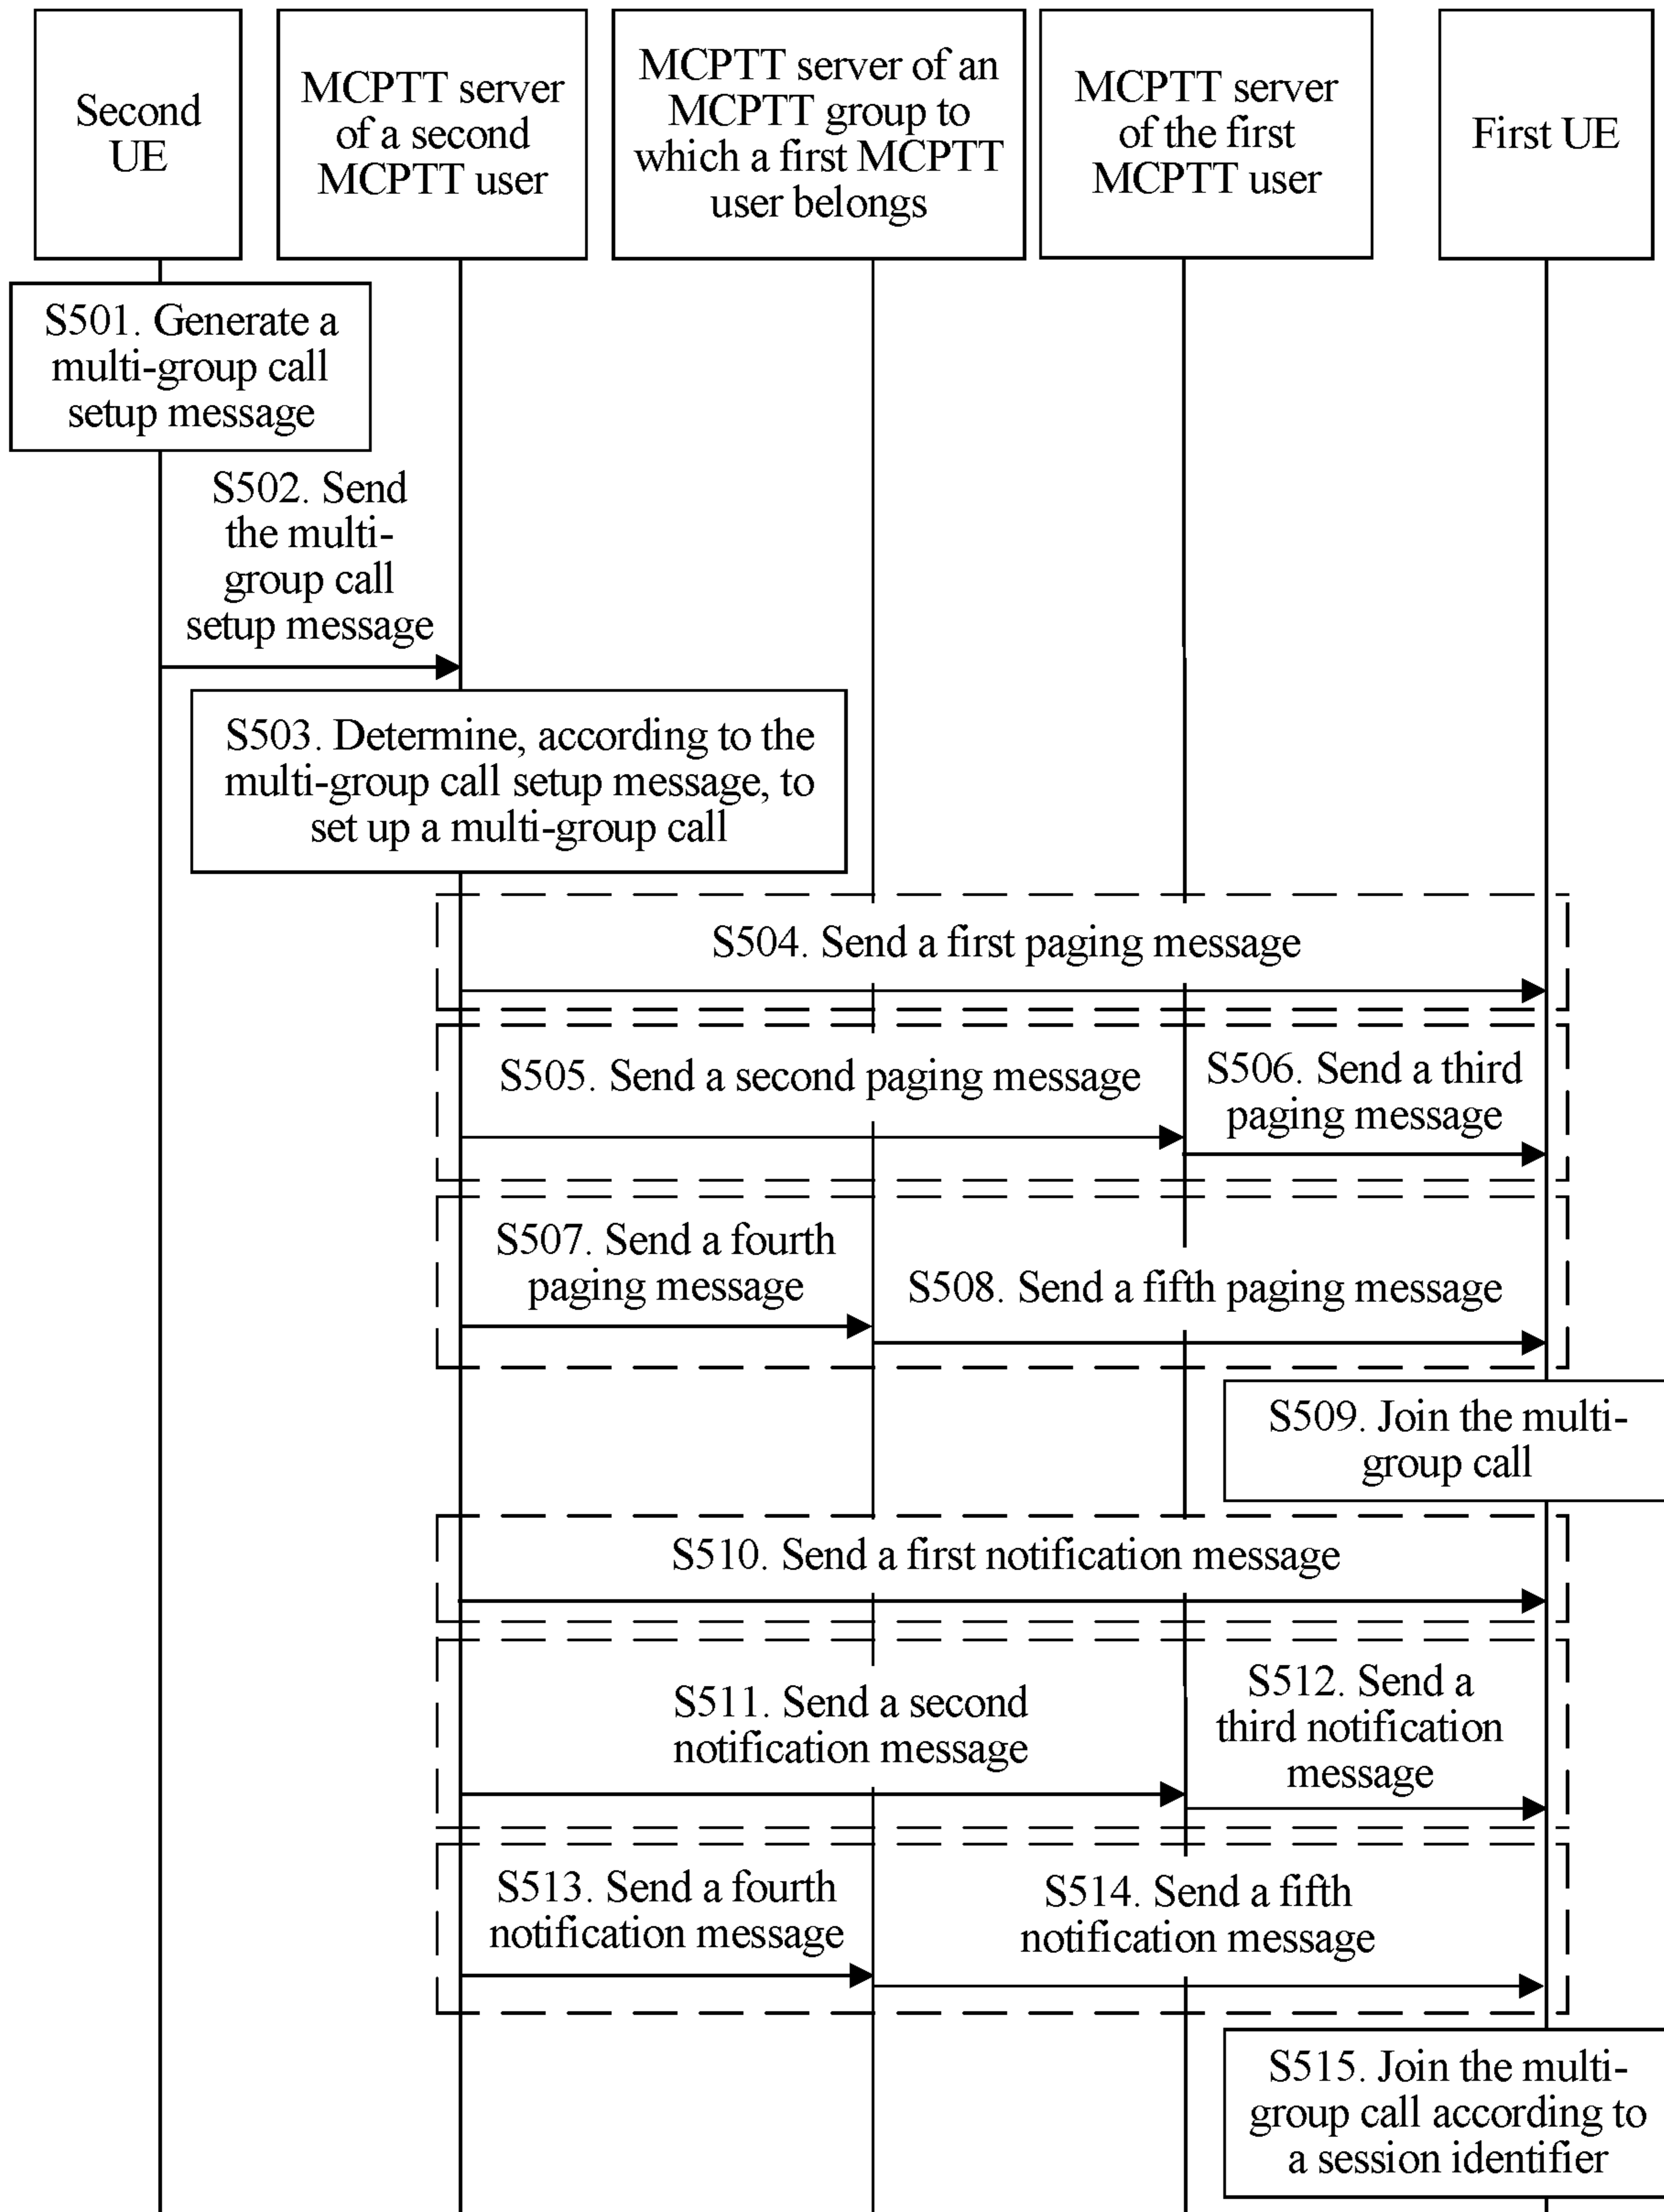 Second
UE
MCPTT server
of a second
MCPTT user
MCPTT server of an
MCPTT group to
which a first MCPTT
user belongs
MCPTT server
of the first
MCPTT user
First UE
S501. Generate a
multi-group call
setup message
S502. Send
the multi-
group call
setup message
S503. Determine, according to the
multi-group call setup message, to
set up a multi-group call
S504. Send a first paging message
S505. Send a second paging message
S506. Send a third
paging message
S507. Send a fourth
paging message
S508. Send a fifth paging message
S509. Join the multi-
group call
S510. Send a first notification message
S511. Send a second
notification message
S512. Send a
third notification
message
S513. Send a fourth
notification message
S514. Send a fifth
notification message
S515. Join the multi-
group call according to
a session identifier